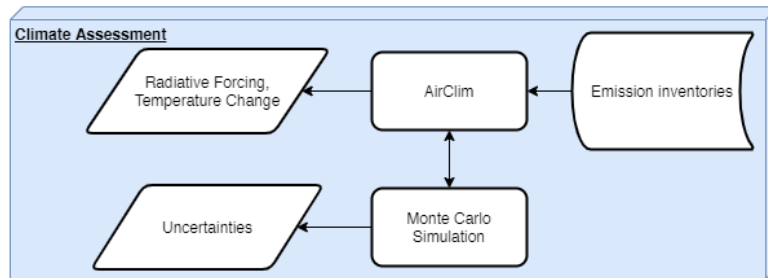 Climate Assessment
Radiative Forcing,
Temperature Change
AirClim
Emission inventories
Uncertainties
Monte Carlo
Simulation